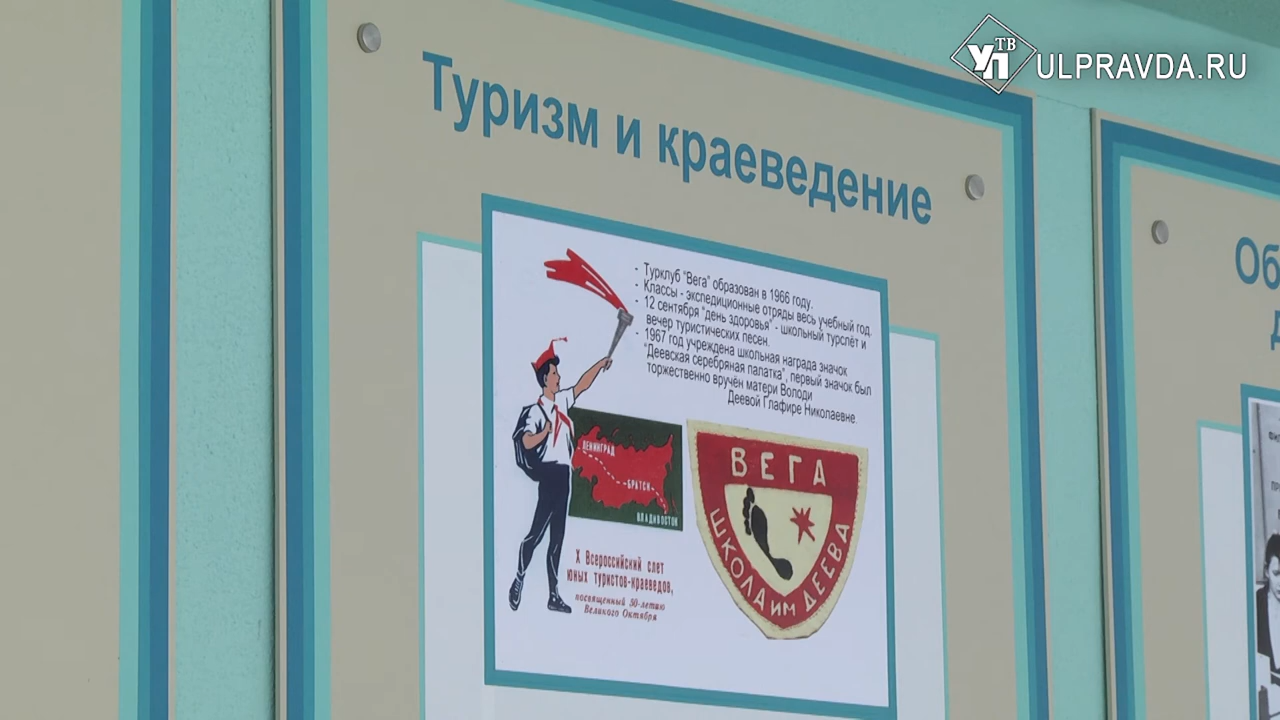 УП ТВ ULPRAVDA.RU
Туризм и краеведение
- Турклуб "Вега" образован в 1966 году.
- Классы - экспедиционные отряды весь учебный год.
- 12 сентября "день здоровья" - школьный турслёт и
вечер туристических песен.
- 1967 год учреждена школьная награда значок
"Деевская серебряная палатка", первый значок был
торжественно вручён матери Володи
Деевой Глафире Николаевне.
ЛЕНИНГРАД
БРАТСК
ВЛАДИВОСТОК
X Всероссийский слет
юных туристов-краеведов,
посвященный 50-летию
Великого Октября
ВЕГА
ШКОЛА ИМ ДЕЕВА
Об